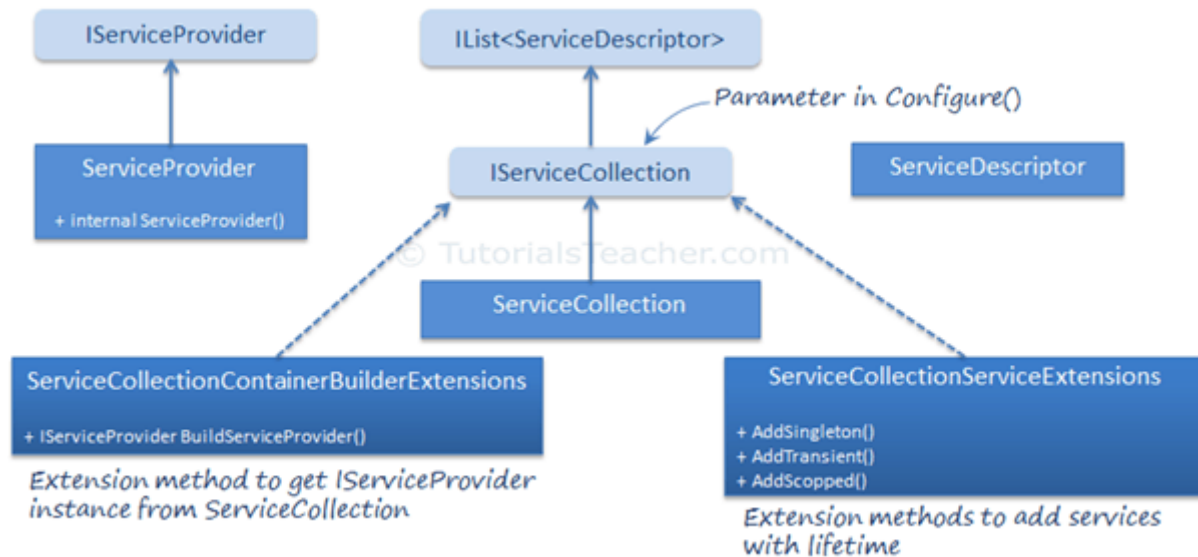 IServiceProvider
IList<ServiceDescriptor>
Parameter in Configure()
ServiceProvider
+ internal ServiceProvider()
IServiceCollection
ServiceDescriptor
© TutorialsTeacher.com
ServiceCollection
ServiceCollectionContainerBuilderExtensions
+ IServiceProvider BuildServiceProvider()
Extension method to get IServiceProvider
instance from ServiceCollection
ServiceCollectionServiceExtensions
+ AddSingleton()
+ AddTransient()
+ AddScopped()
Extension methods to add services
with lifetime